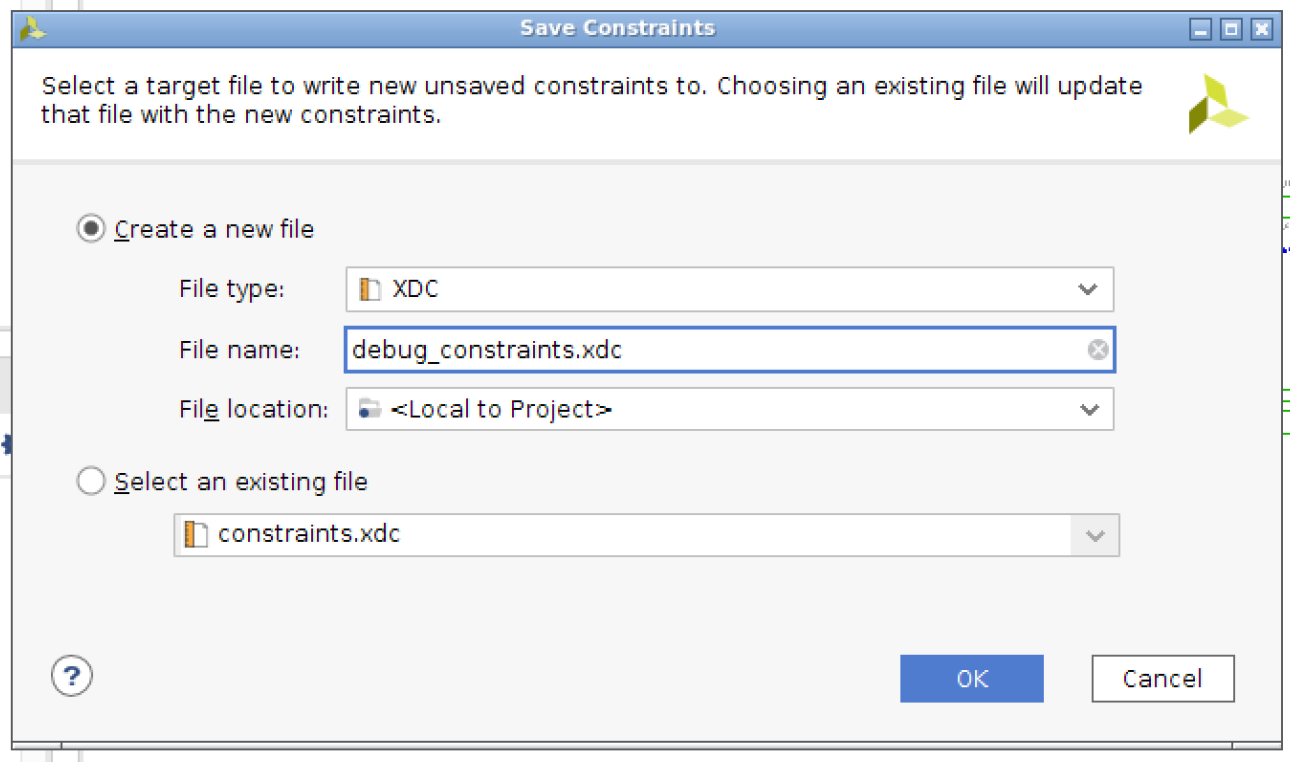 Save Constraints
Select a target file to write new unsaved constraints to. Choosing an existing file will update
that file with the new constraints.
Create a new file
File type: XDC
File name: debug_constraints.xdc
File location: <Local to Project>
Select an existing file
constraints.xdc
? OK Cancel